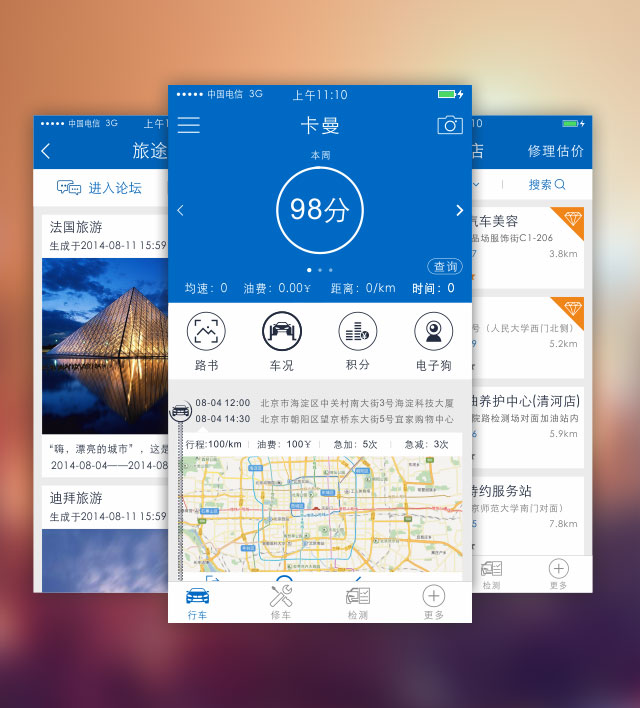 中国电信 3G
上午1
旅途
进入论坛
法国旅游
生成于2014-08-11 15:59
“嗨，漂亮的城市”，这是
2014-08-04——2014-08
迪拜旅游
生成于2014-08-11 15:59
中国电信 3G
上午11:10
卡曼
本周
98分
查询
均速：0
油费：0.00¥
距离：0/km
时间：0
路书
车况
积分
电子狗
08-04 12:00 北京市海淀区中关村南大街3号海淀科技大厦
08-04 14:30 北京市朝阳区望京桥东大街5号宜家购物中心
行程:100/km
油费：100¥
急加：5次
急减：3次
行车
修车
检测
更多
:10
店
修理估价
搜索
汽车美容
品场服饰街C1-206
7
3.8km
号（人民大学西门北侧）
9
5.2km
油养护中心(清河店)
院路检测场对面加油站内
6
5.9km
特约服务站
京师范大学南门对面）
5
7.8km
检测
更多